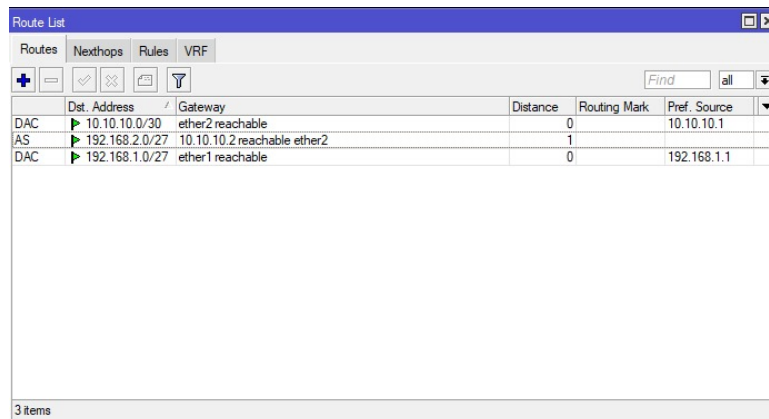 Route List
Routes Nexthops Rules VRF
Find all
Dst. Address Gateway Distance Routing Mark Pref. Source
DAC 10.10.10.0/30 ether2 reachable 0 10.10.10.1
AS 192.168.2.0/27 10.10.10.2 reachable ether2 1
DAC 192.168.1.0/27 ether1 reachable 0 192.168.1.1
3 items